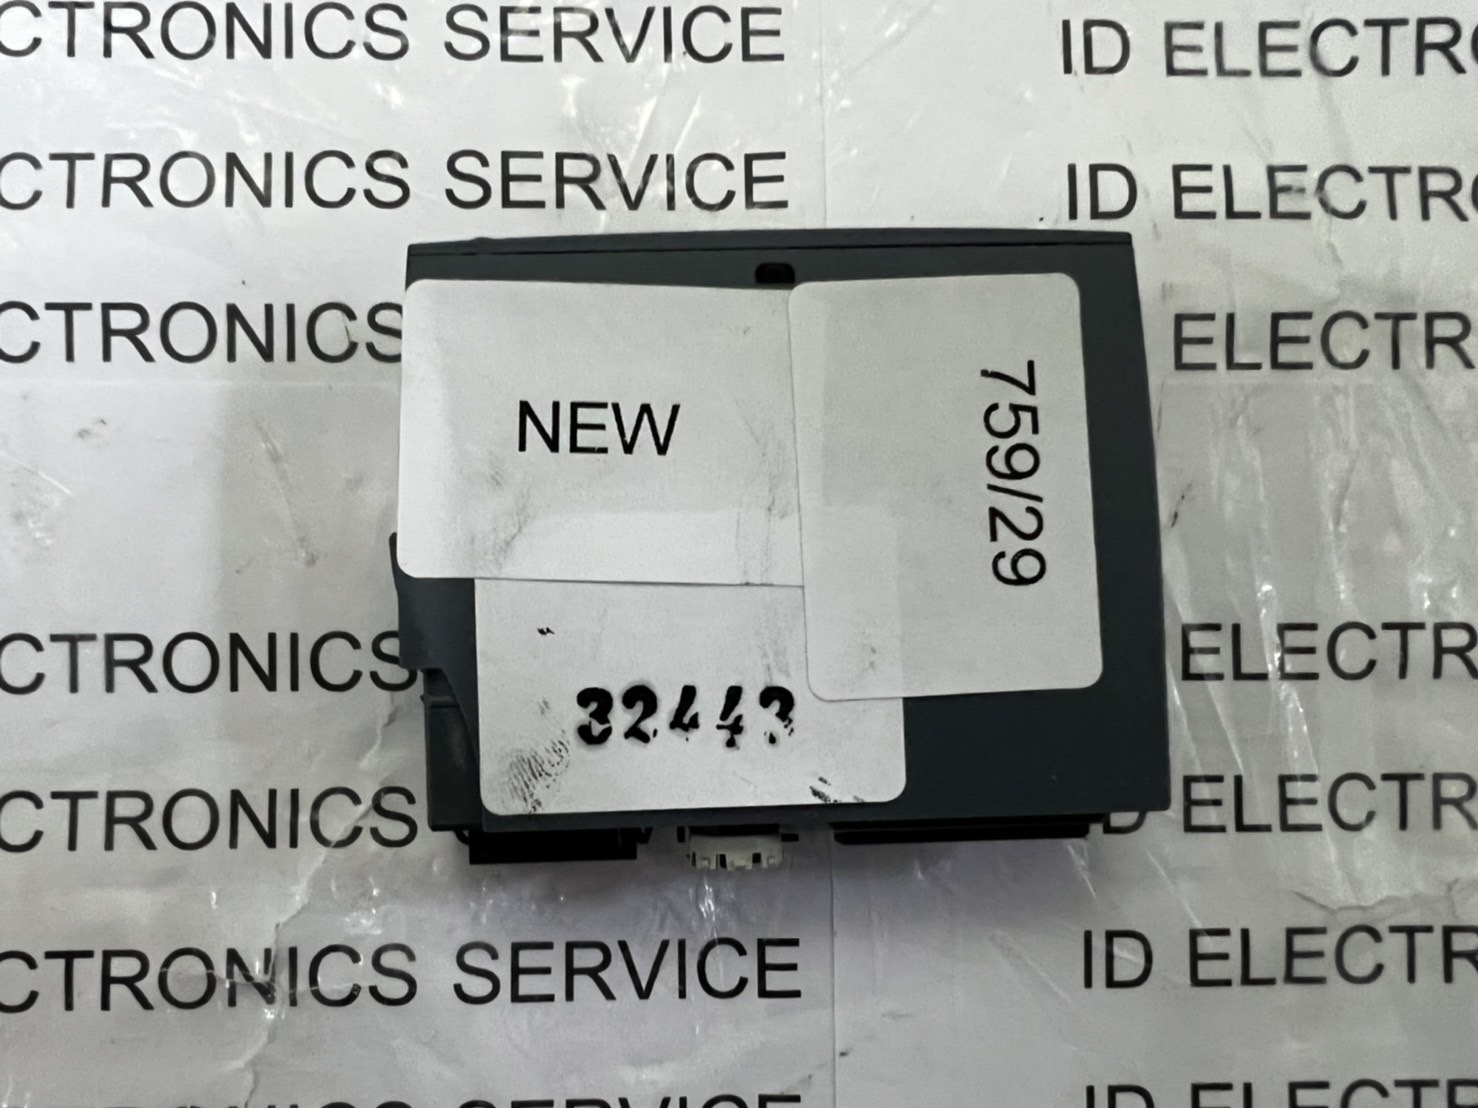 CTRONICS SERVICE ID ELECTR
CTRONICS SERVICE ID ELECTR
CTRONICS ELECTR
NEW
759/29
CTRONICS ELECTR
32443
CTRONICS D ELECTR
CTRONICS SERVICE ID ELECTR